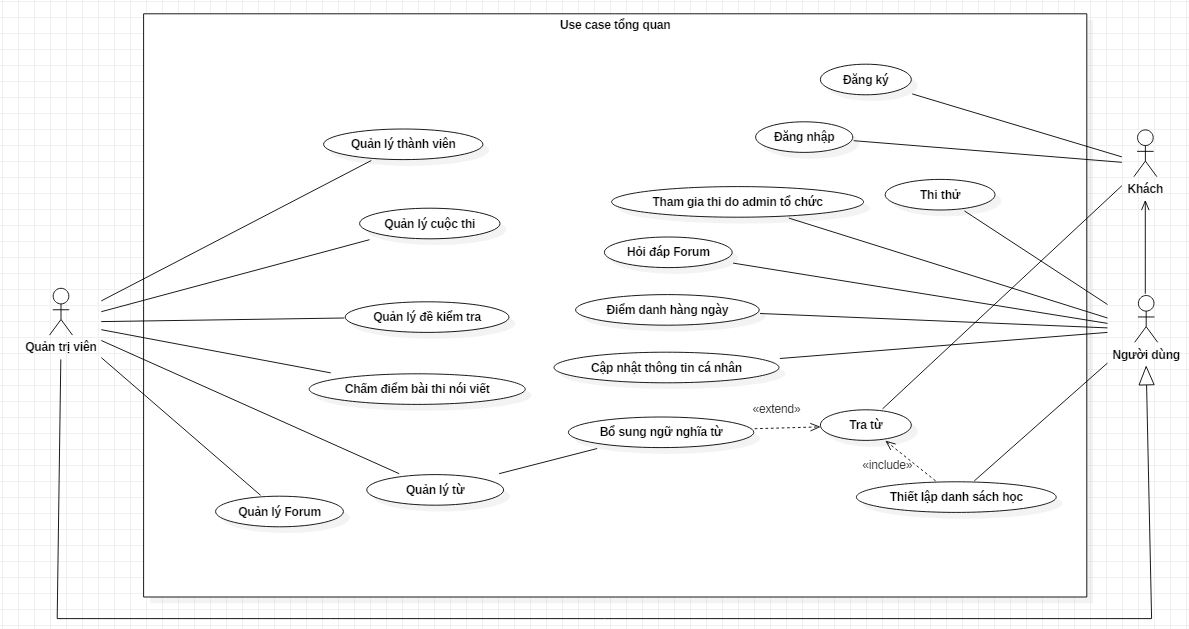 Use case tổng quan
Đăng ký
Đăng nhập
Quản lý thành viên
Khách
Thi thử
Tham gia thi do admin tổ chức
Quản lý cuộc thi
Hỏi đáp Forum
Điểm danh hàng ngày
Quản lý đề kiểm tra
Quản trị viên
Người dùng
Cập nhật thông tin cá nhân
Chấm điểm bài thi nói viết
«extend»
Bổ sung ngữ nghĩa từ
Tra từ
«include»
Quản lý từ
Thiết lập danh sách học
Quản lý Forum